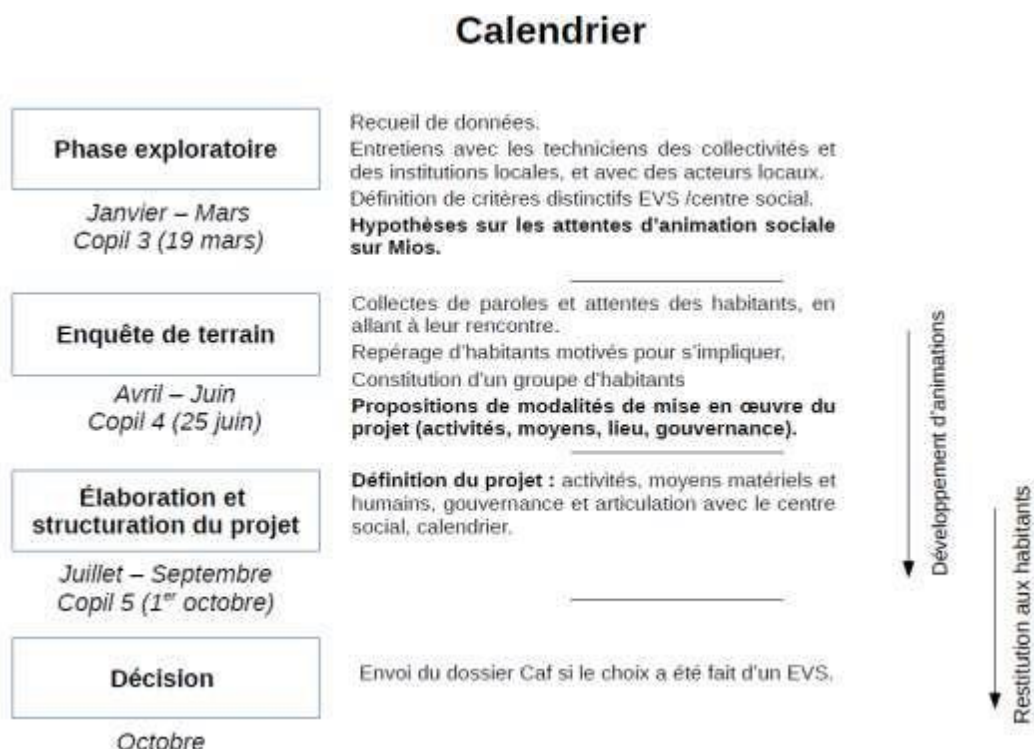 Calendrier
Phase exploratoire
Janvier – Mars
Copil 3 (19 mars)
Recueil de données.
Entretiens avec les techniciens des collectivités et
des institutions locales, et avec des acteurs locaux.
Définition de critères distinctifs EVS /centre social.
Hypothèses sur les attentes d'animation sociale
sur Mios.
Enquête de terrain
Avril – Juin
Copil 4 (25 juin)
Collectes de paroles et attentes des habitants, en
allant à leur rencontre.
Repérage d'habitants motivés pour s'impliquer.
Constitution d'un groupe d'habitants
Propositions de modalités de mise en œuvre du
projet (activités, moyens, lieu, gouvernance).
Élaboration et
structuration du projet
Juillet – Septembre
Copil 5 (1er octobre)
Définition du projet : activités, moyens matériels et
humains, gouvernance et articulation avec le centre
social, calendrier.
Décision
Octobre
Envoi du dossier Caf si le choix a été fait d'un EVS.
Développement d'animations
Restitution aux habitants